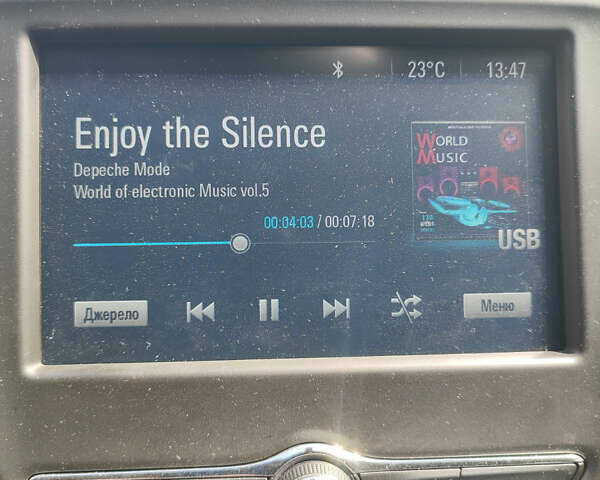 23°C
13:47
Enjoy the Silence
Depeche Mode
World of electronic Music vol.5
00:04:03 / 00:07:18
WORLD
MUSIC
USB
Джерело
Меню